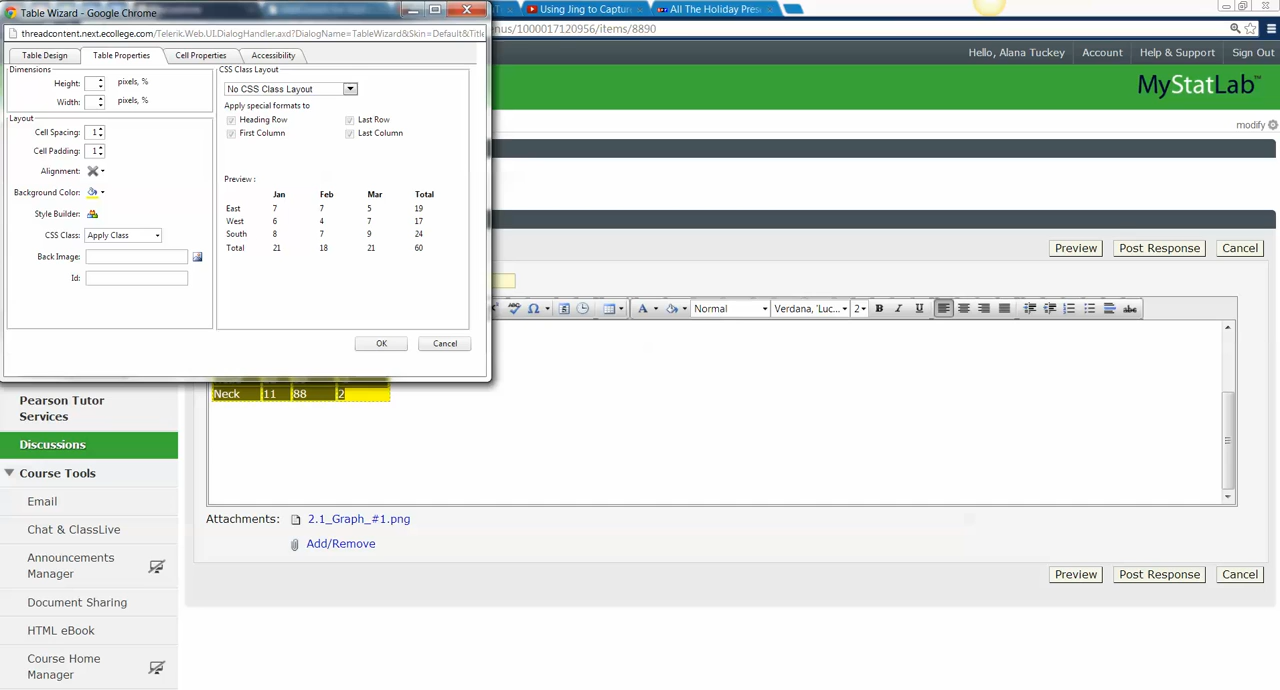 Table Wizard - Google Chrome
Using Jing to Captur
All The Holiday Pres
threadcontent.next.ecollege.com/Telerik.Web.UI.DialogHandler.axd?DialogName=TableWizard&Skin=Default&Title
enus/1000017120956/items/8890
Table Design
Table Properties
Cell Properties
Accessibility
Hello, Alana Tuckey
Account
Help & Support
Sign Out
MyStatLab™
modify
Dimensions
Height: pixels, %
Width: pixels, %
Layout
Cell Spacing: 1
Cell Padding: 1
Alignment:
Background Color:
Style Builder:
CSS Class: Apply Class
Back Image:
Id:
CSS Class Layout
No CSS Class Layout
Apply special formats to
Heading Row
Last Row
First Column
Last Column
Preview :
Jan Feb Mar Total
East 7 7 5 19
West 6 4 7 17
South 8 7 9 24
Total 21 18 21 60
OK
Cancel
Preview
Post Response
Cancel
A
Normal
Verdana, 'Luc...
2
B
I
U
abc
Neck 11 88 2
Attachments:
2.1_Graph_#1.png
Add/Remove
Preview
Post Response
Cancel
Pearson Tutor
Services
Discussions
Course Tools
Email
Chat & ClassLive
Announcements
Manager
Document Sharing
HTML eBook
Course Home
Manager